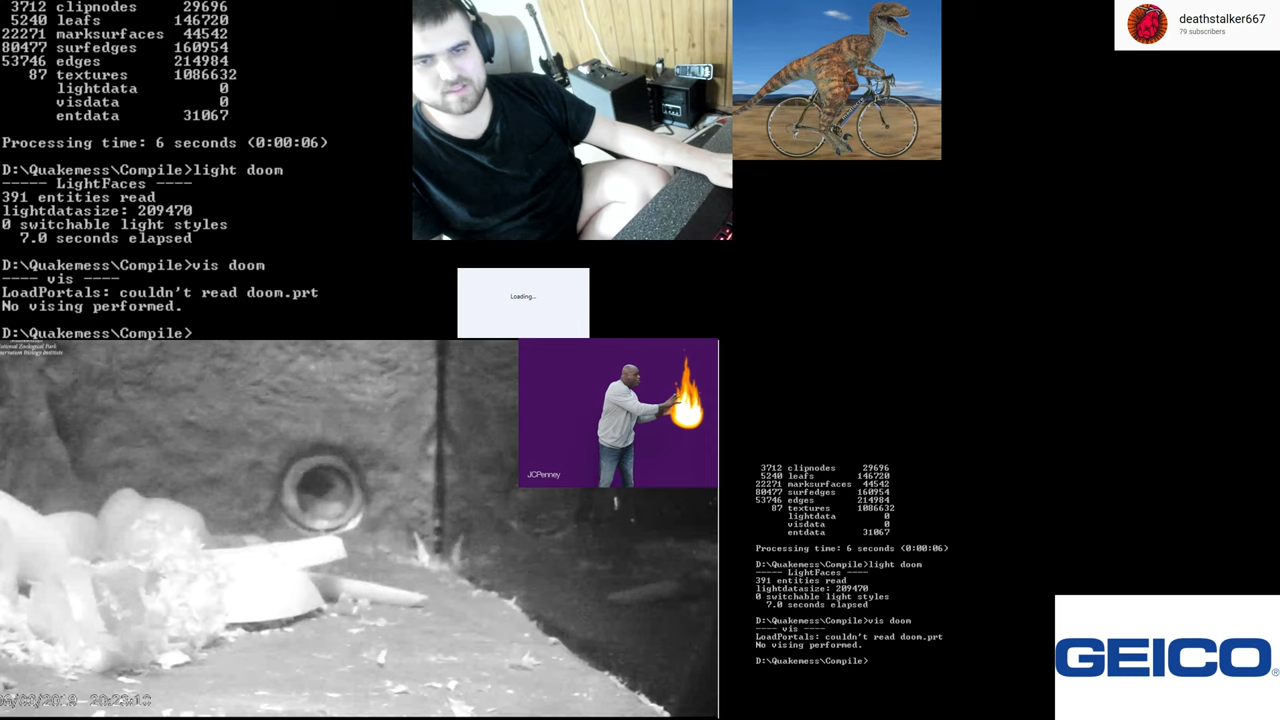 3712 clipnodes 29696
5240 leafs 146720
22271 marksurfaces 44542
80477 surfedges 160954
53746 edges 214984
87 textures 1086632
lightdata 0
visdata 0
entdata 31067
Processing time: 6 seconds (0:00:06)
D:\Quakemess\Compile>light doom
----- LightFaces ----
391 entities read
lightdatasize: 209470
0 switchable light styles
7.0 seconds elapsed
D:\Quakemess\Compile>vis doom
---- vis ----
LoadPortals: couldn't read doom.prt
No vising performed.
D:\Quakemess\Compile>
deathstalker667
79 subscribers
Loading...
National Zoological Park
Conservation Biology Institute
JCPenney
3712 clipnodes 29696
5240 leafs 146720
22271 marksurfaces 44542
80477 surfedges 160954
53746 edges 214984
87 textures 1086632
lightdata 0
visdata 0
entdata 31067
Processing time: 6 seconds (0:00:06)
D:\Quakemess\Compile>light doom
----- LightFaces ----
391 entities read
lightdatasize: 209470
0 switchable light styles
7.0 seconds elapsed
D:\Quakemess\Compile>vis doom
---- vis ----
LoadPortals: couldn't read doom.prt
No vising performed.
D:\Quakemess\Compile>
GEICO®